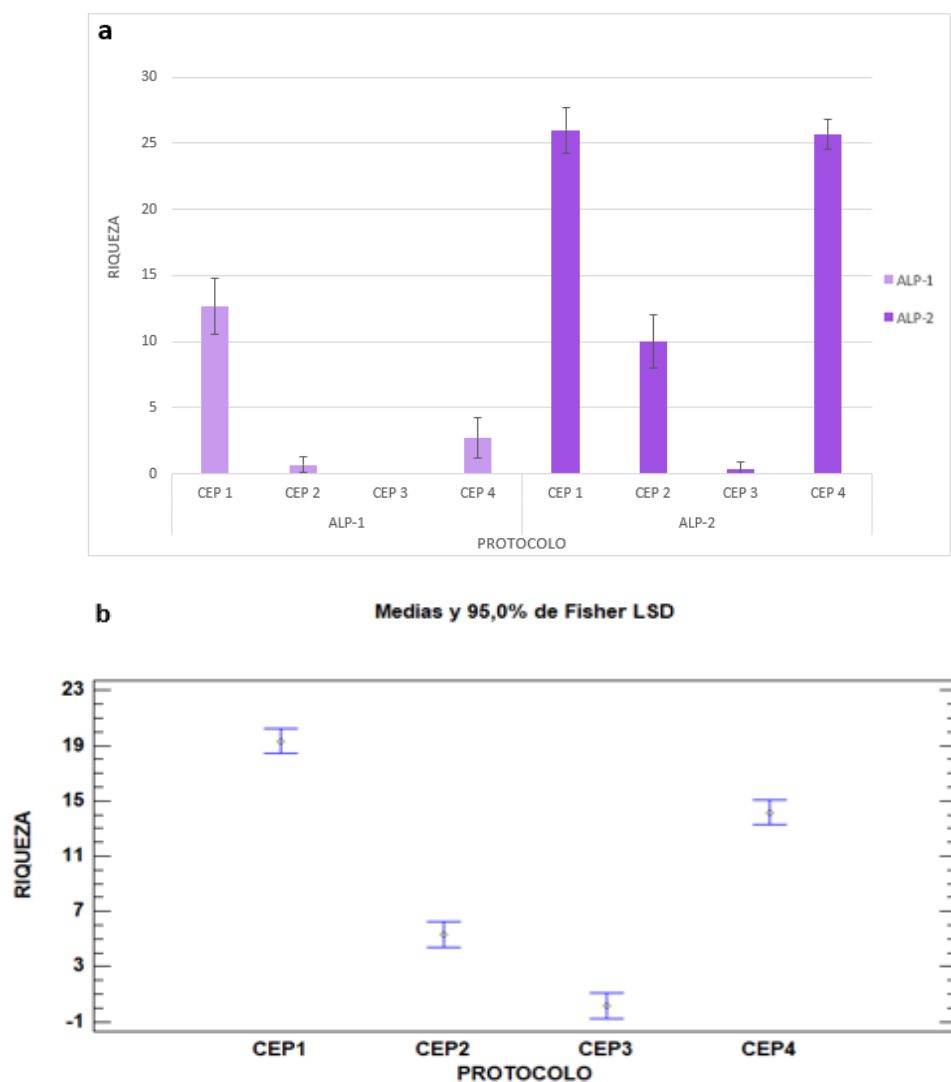 a
30
25
20
15
10
5
0
RIQUEZA
CEP 1 CEP 2 CEP 3 CEP 4 CEP 1 CEP 2 CEP 3 CEP 4
ALP-1 ALP-2
PROTOCOLO
ALP-1
ALP-2
b
Medias y 95,0% de Fisher LSD
23
19
15
11
7
3
-1
RIQUEZA
CEP1 CEP2 CEP3 CEP4
PROTOCOLO